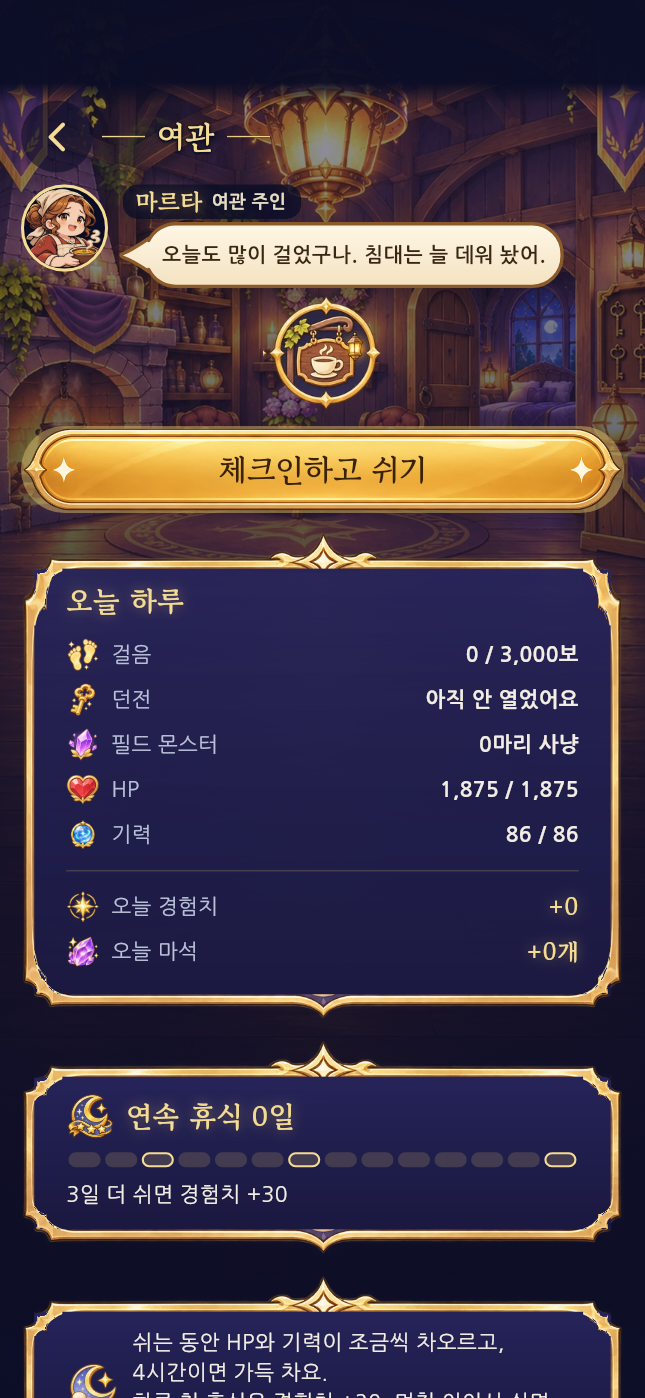 여관
마르타 여관 주인
오늘도 많이 걸었구나. 침대는 늘 데워 놨어.
체크인하고 쉬기
오늘 하루
걸음 0 / 3,000보
던전 아직 안 열었어요
필드 몬스터 0마리 사냥
HP 1,875 / 1,875
기력 86 / 86
오늘 경험치 +0
오늘 마석 +0개
연속 휴식 0일
3일 더 쉬면 경험치 +30
쉬는 동안 HP와 기력이 조금씩 차오르고,
4시간이면 가득 차요.